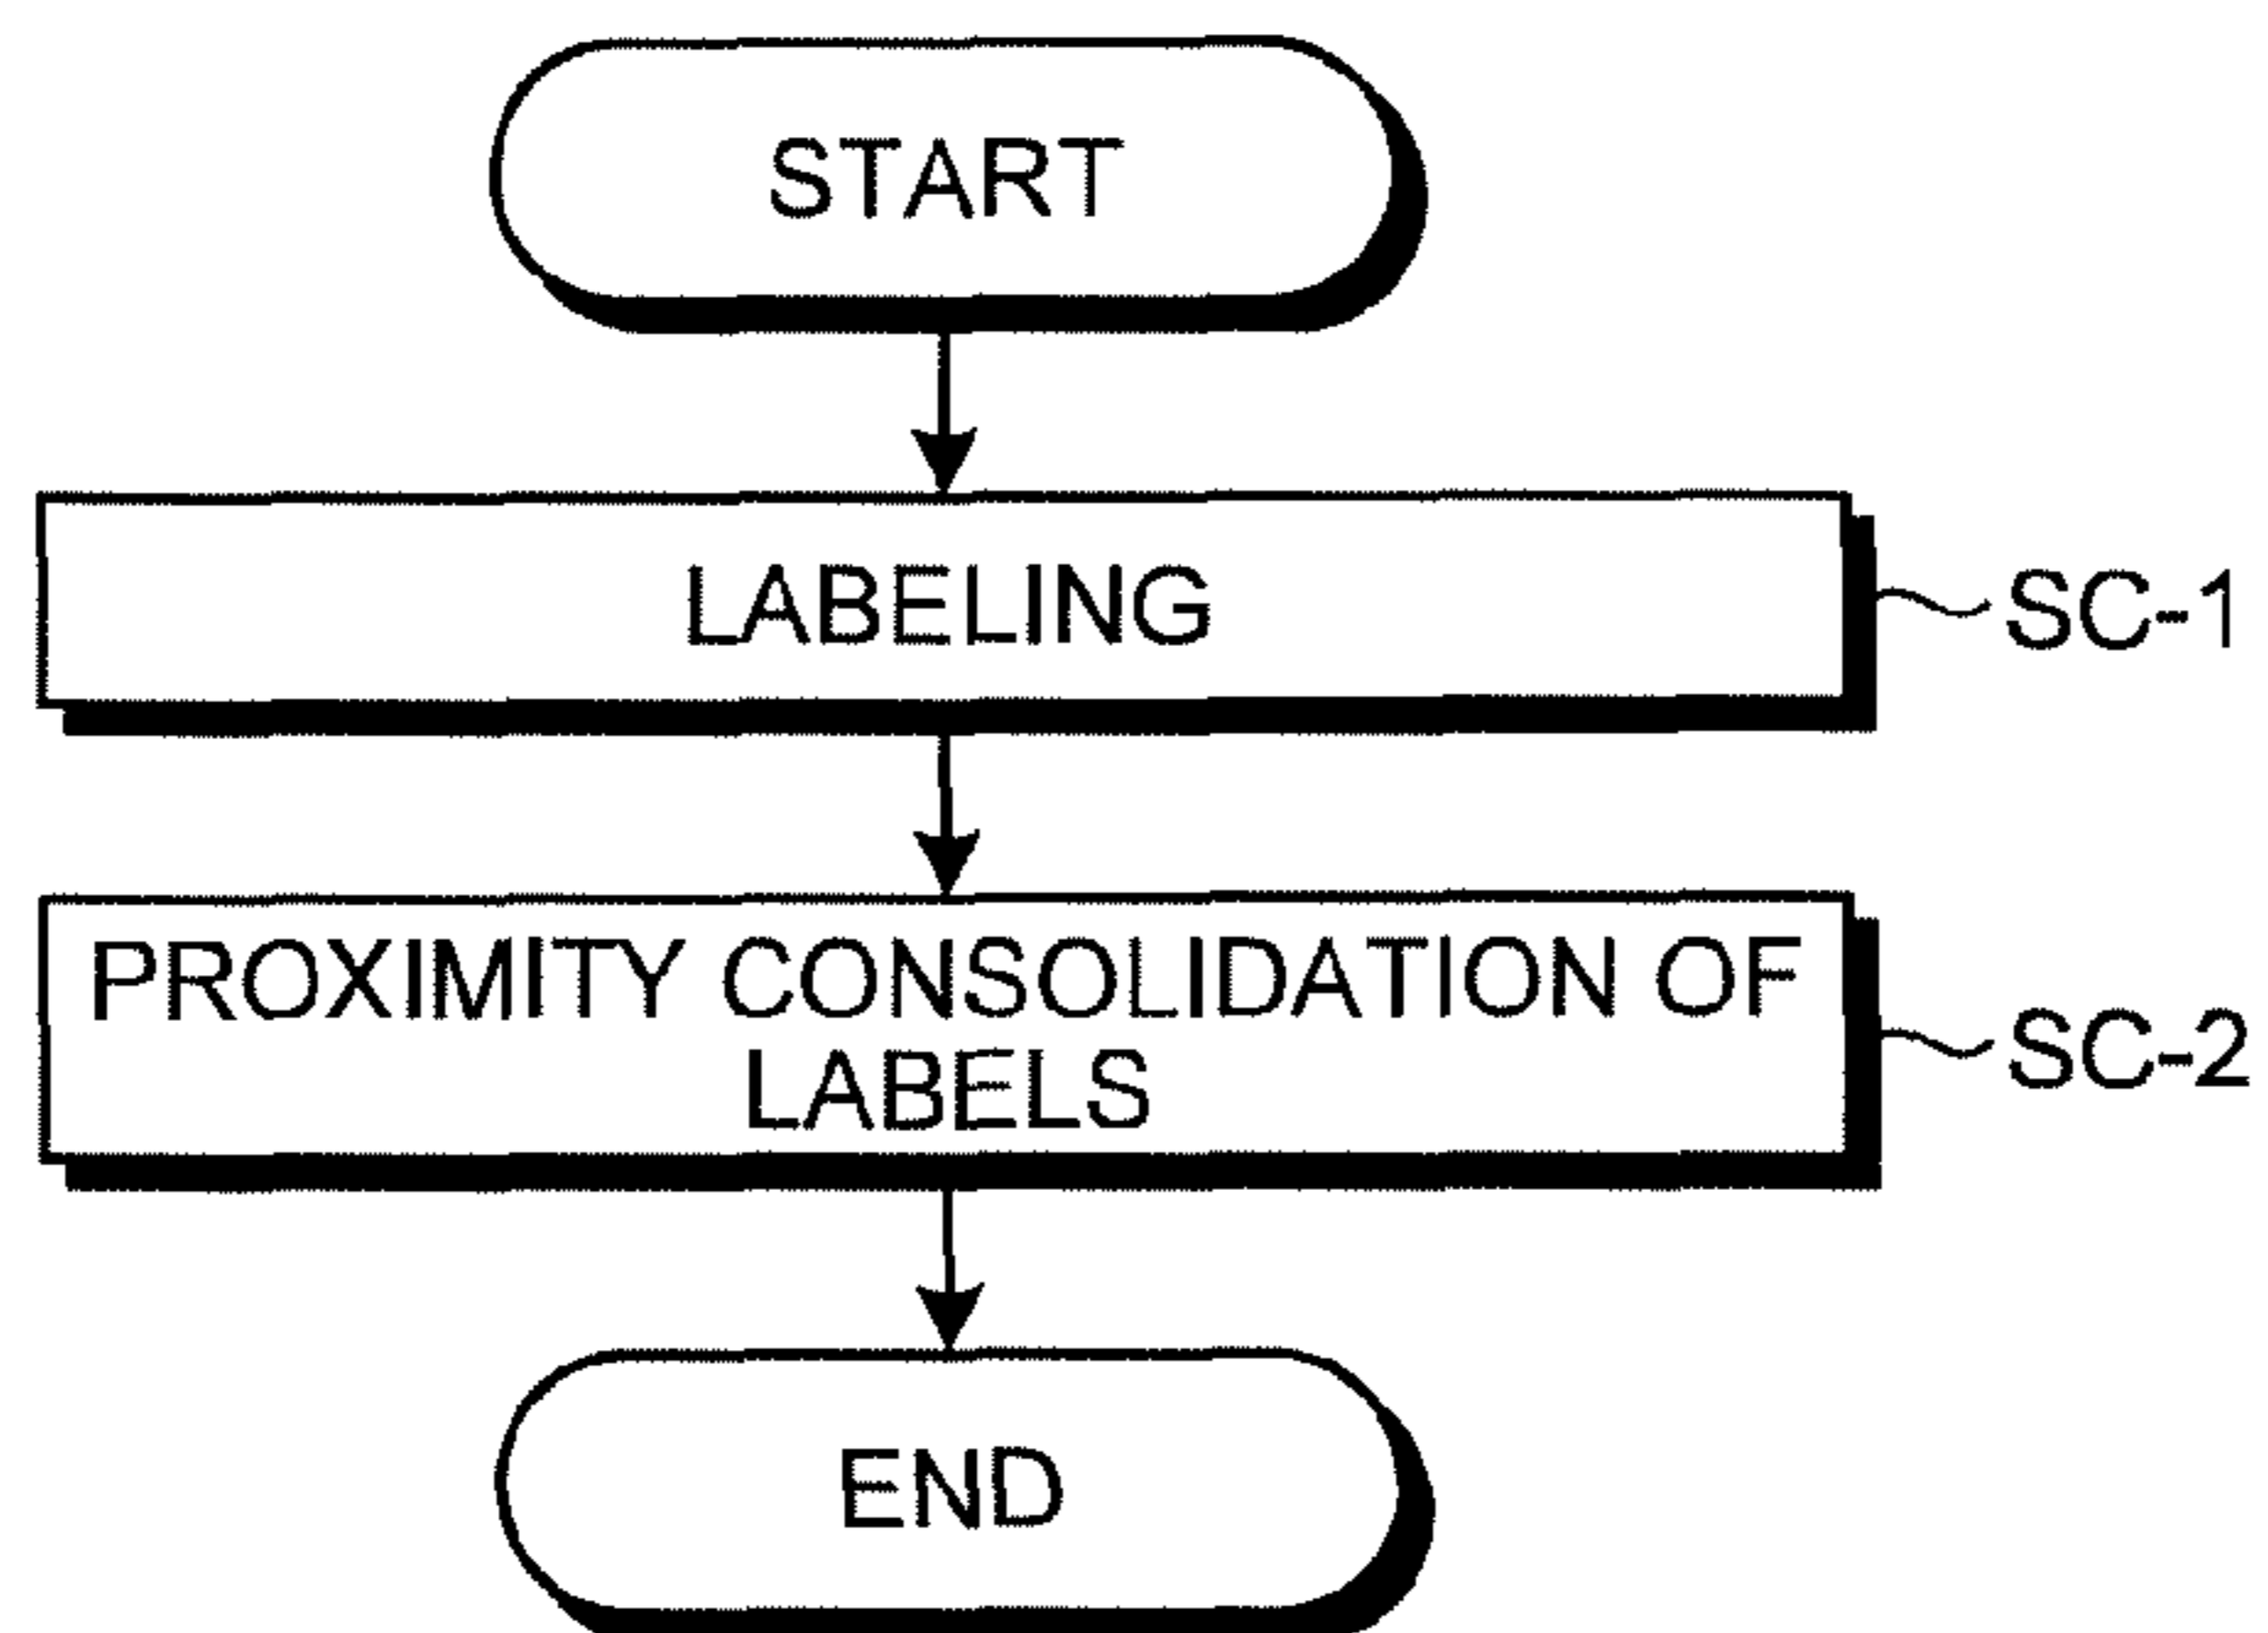 START
LABELING
SC-1
PROXIMITY CONSOLIDATION OF
LABELS
SC-2
END